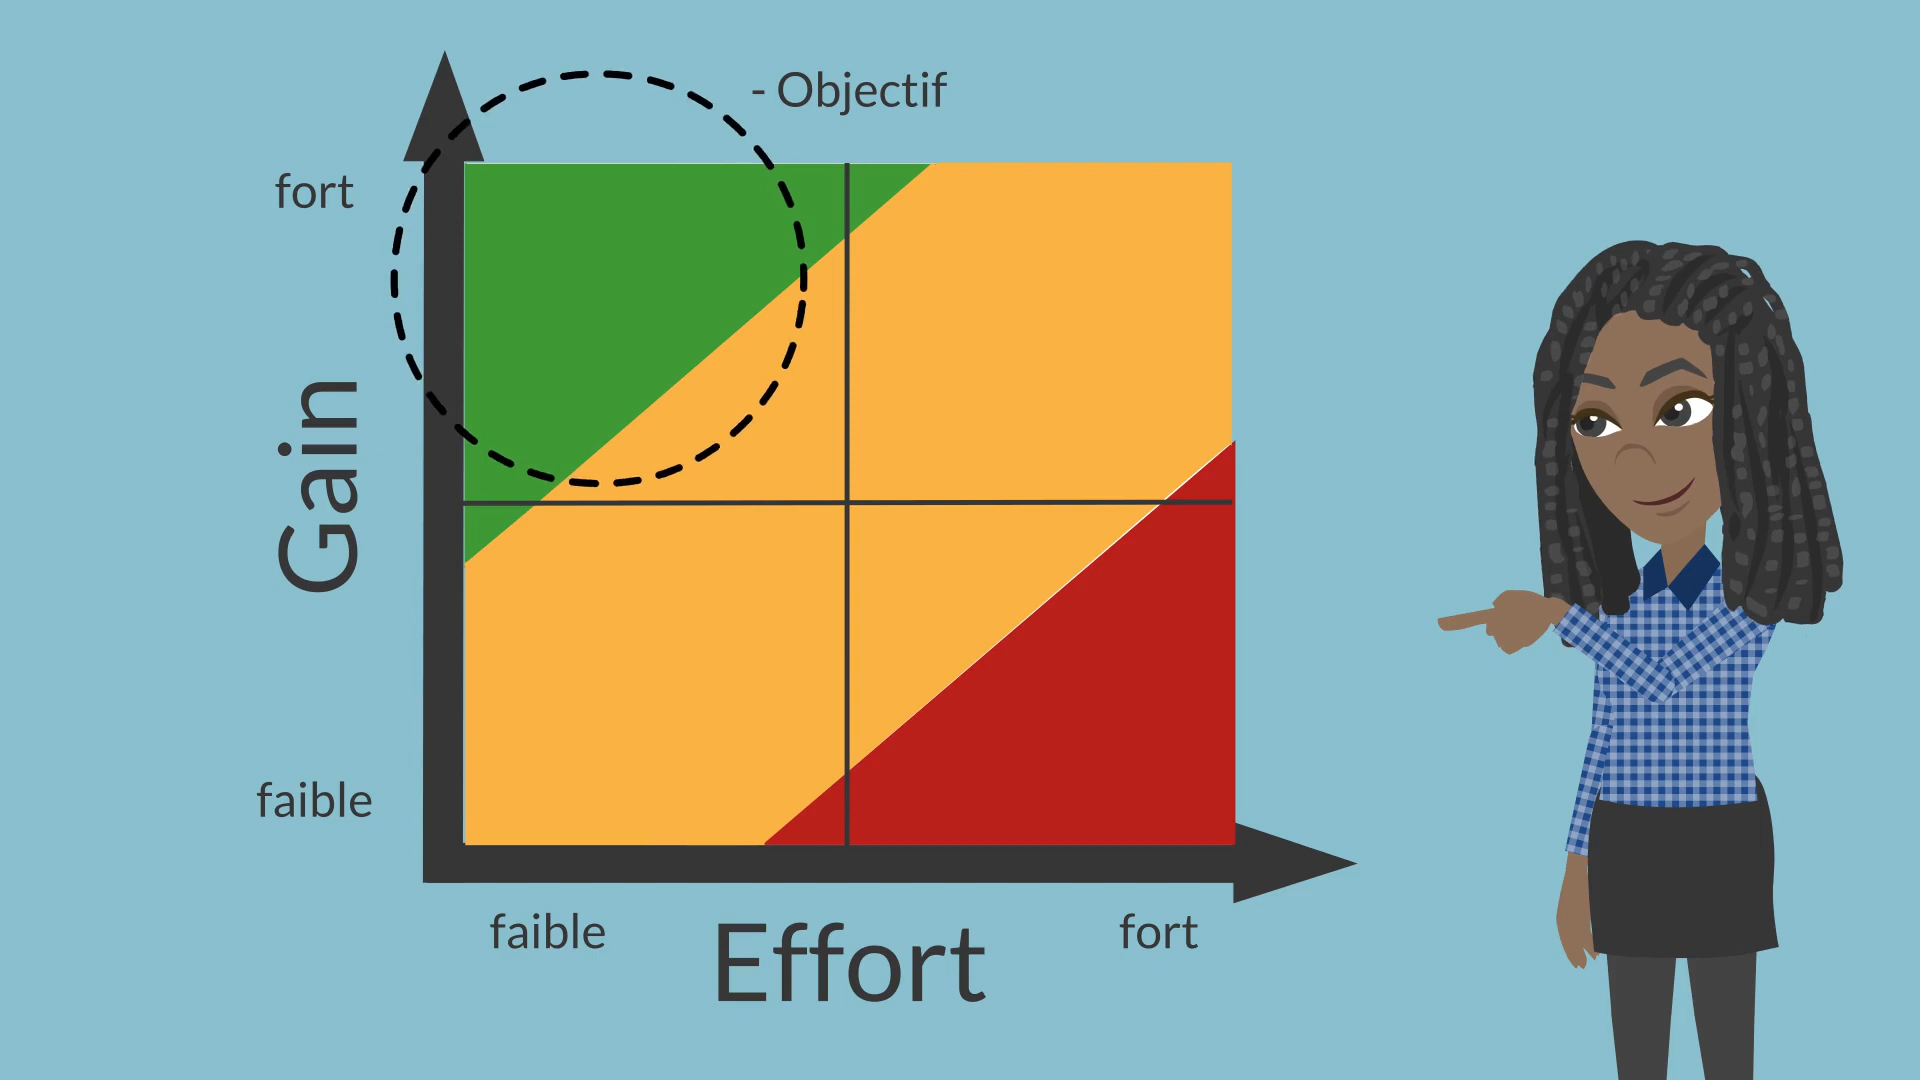 - Objectif
fort
Gain
faible
faible
fort
Effort